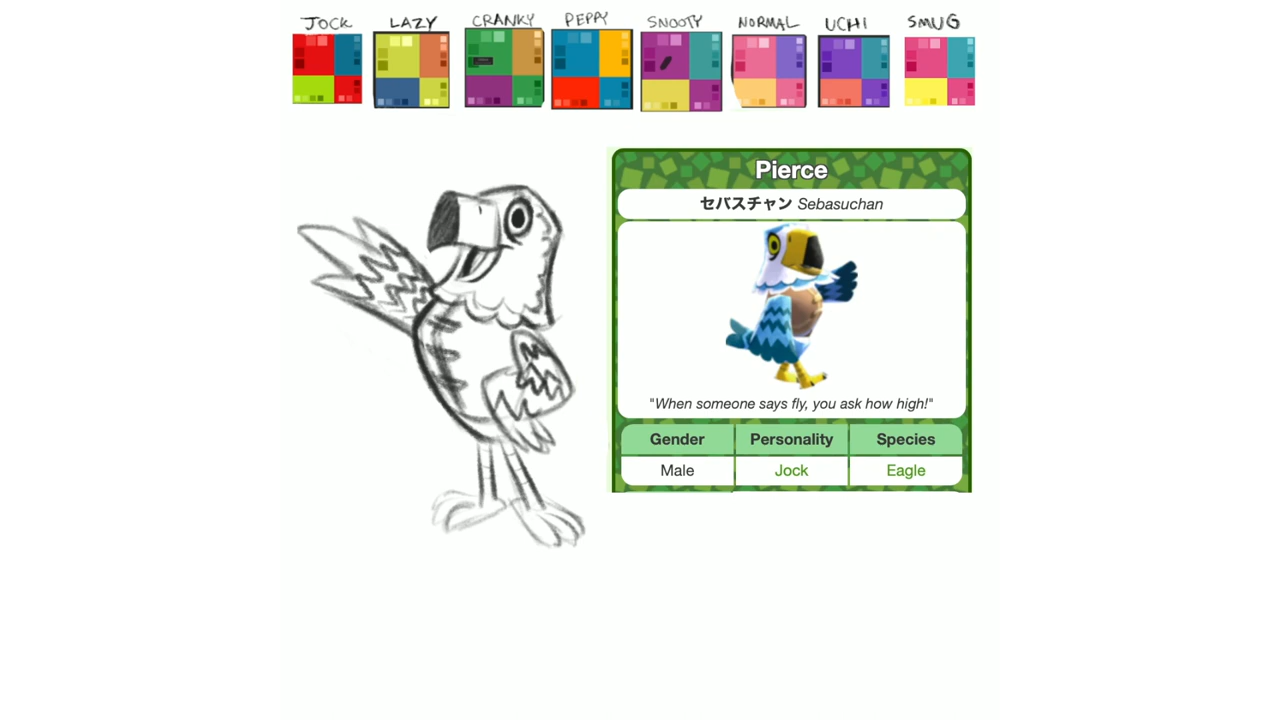 JOCK LAZY CRANKY PEPPY SNOOTY NORMAL UCHI SMUG
Pierce
セバスチャン Sebasuchan
"When someone says fly, you ask how high!"
Gender Personality Species
Male Jock Eagle